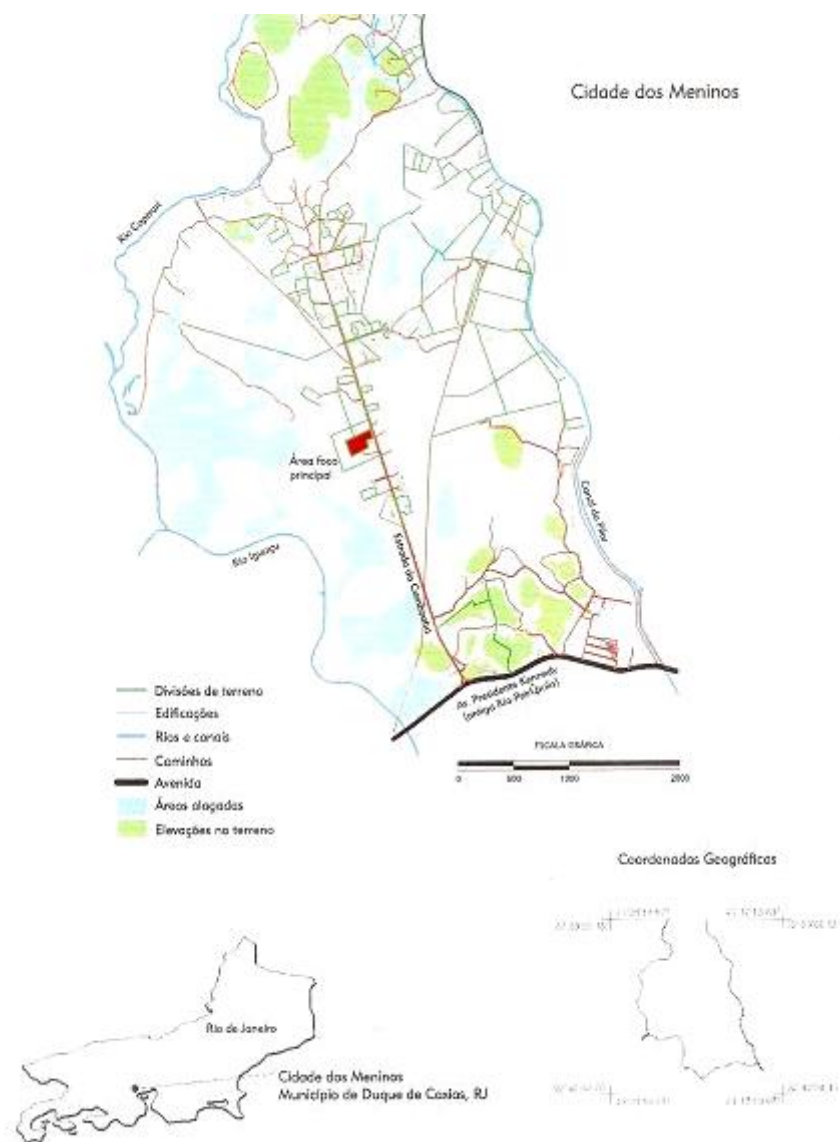 Cidade dos Meninos
Rio Capivari
Área foco
principal
Canal do Pilar
Rio Iguaçu
Estrada da Camboaba
Av. Presidente Kennedy
(antiga Rio Petrópolis)
Divisões de terreno
Edificações
Rios e canais
Caminhos
Avenida
Áreas alagadas
Elevações no terreno
ESCALA GRÁFICA
0 500 1000 2000
Coordenadas Geográficas
Rio de Janeiro
Cidade dos Meninos
Município de Duque de Caxias, RJ